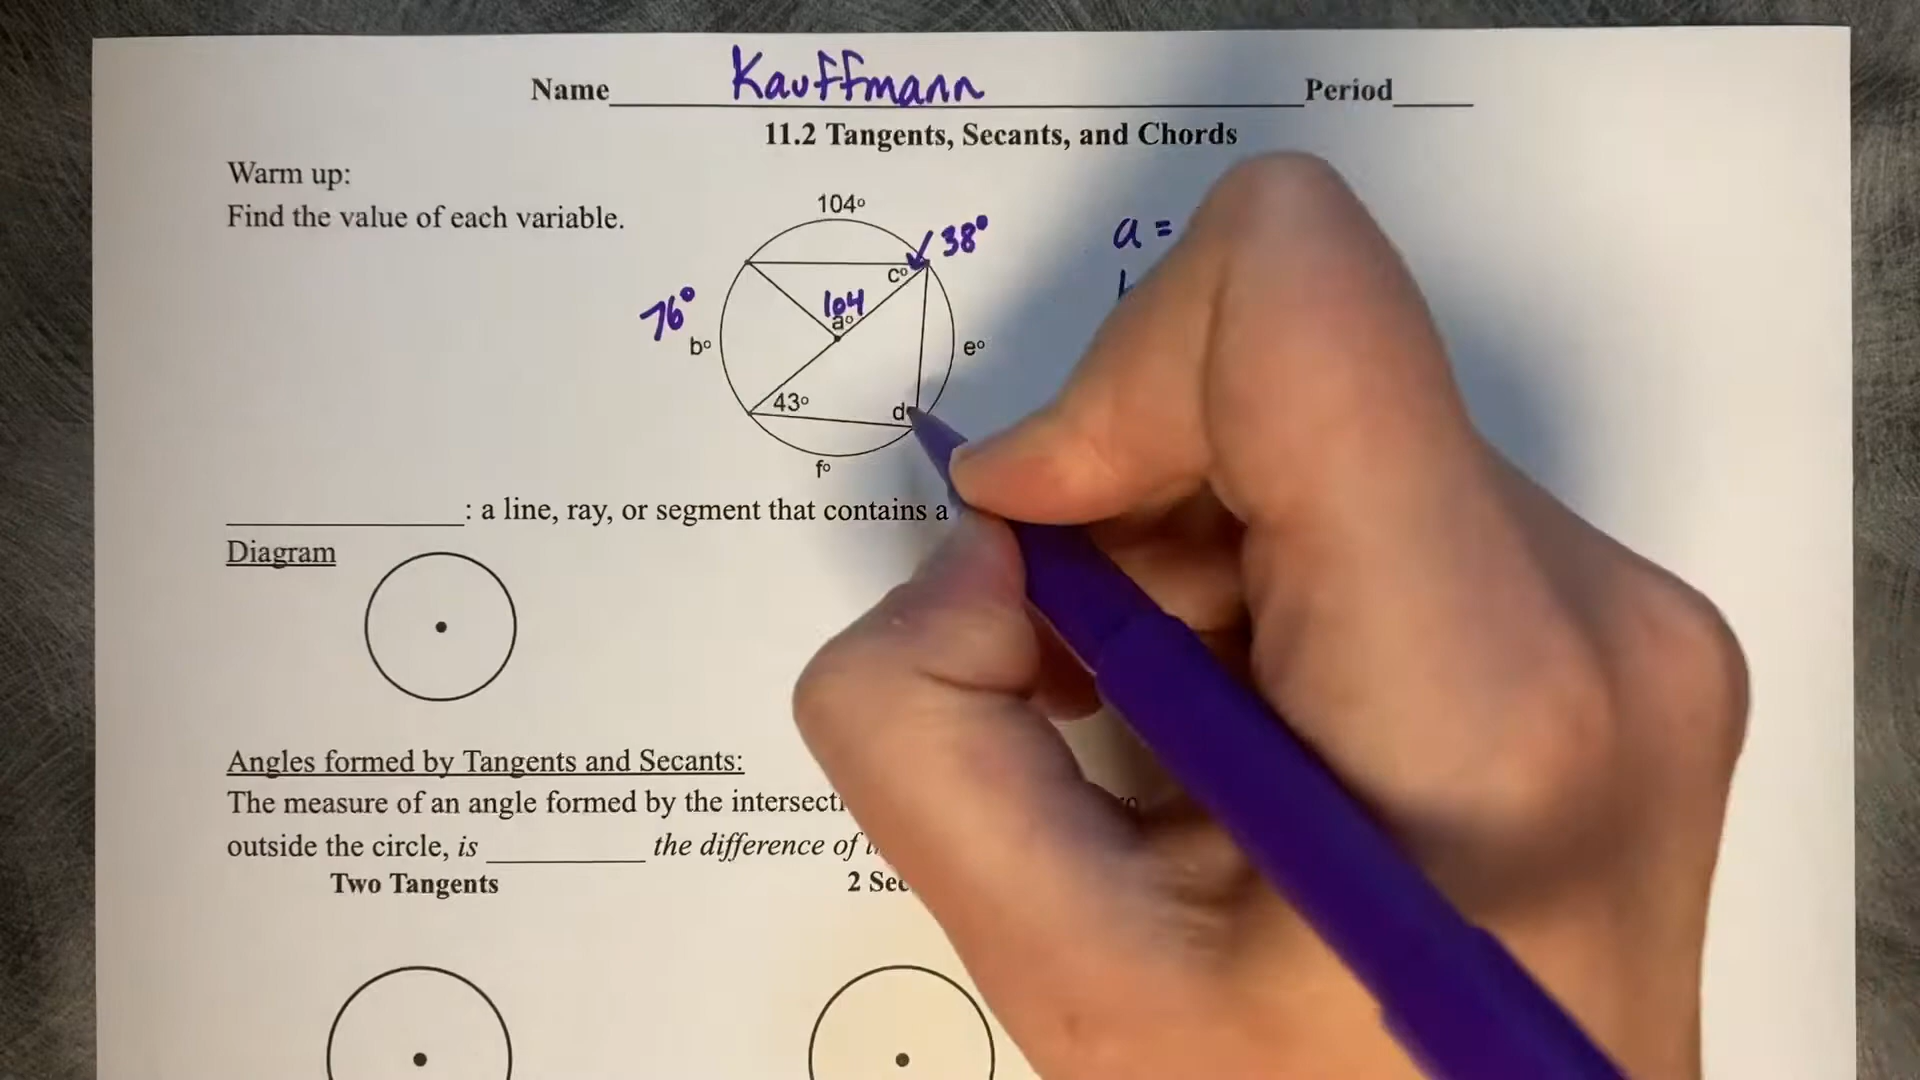 Name Kauffmann Period
11.2 Tangents, Secants, and Chords
Warm up:
Find the value of each variable.
104°
38°
c°
a =
76°
104
a°
b°
e°
43°
d
f°
: a line, ray, or segment that contains a
Diagram
Angles formed by Tangents and Secants:
The measure of an angle formed by the
outside the circle, is the difference of
Two Tangents
2